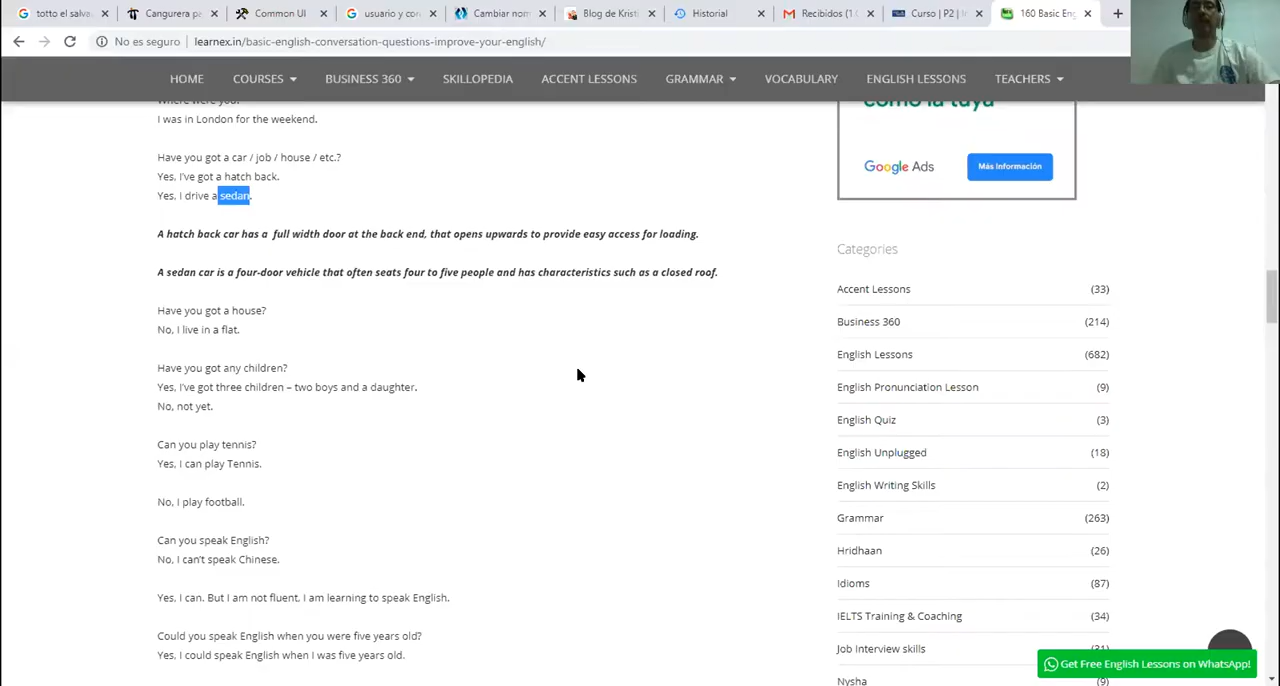 totto el salva
Cangurera pa
Common UI
usuario y con
Cambiar nom
Blog de Krist
Historial
Recibidos (1.
Curso | P2 | In
160 Basic Eng
No es seguro | learnex.in/basic-english-conversation-questions-improve-your-english/
HOME COURSES BUSINESS 360 SKILLOPEDIA ACCENT LESSONS GRAMMAR VOCABULARY ENGLISH LESSONS TEACHERS
Where were you?
I was in London for the weekend.
Have you got a car / job / house / etc.?
Yes, I've got a hatch back.
Yes, I drive a sedan.
A hatch back car has a full width door at the back end, that opens upwards to provide easy access for loading.
A sedan car is a four-door vehicle that often seats four to five people and has characteristics such as a closed roof.
Have you got a house?
No, I live in a flat.
Have you got any children?
Yes, I've got three children – two boys and a daughter.
No, not yet.
Can you play tennis?
Yes, I can play Tennis.
No, I play football.
Can you speak English?
No, I can't speak Chinese.
Yes, I can. But I am not fluent, I am learning to speak English.
Could you speak English when you were five years old?
Yes, I could speak English when I was five years old.
como la tuya
Google Ads
Más información
Categories
Accent Lessons (33)
Business 360 (214)
English Lessons (682)
English Pronunciation Lesson (9)
English Quiz (3)
English Unplugged (18)
English Writing Skills (2)
Grammar (263)
Hridhaan (26)
Idioms (87)
IELTS Training & Coaching (34)
Job Interview skills (31)
Get Free English Lessons on WhatsApp!
Nysha (9)